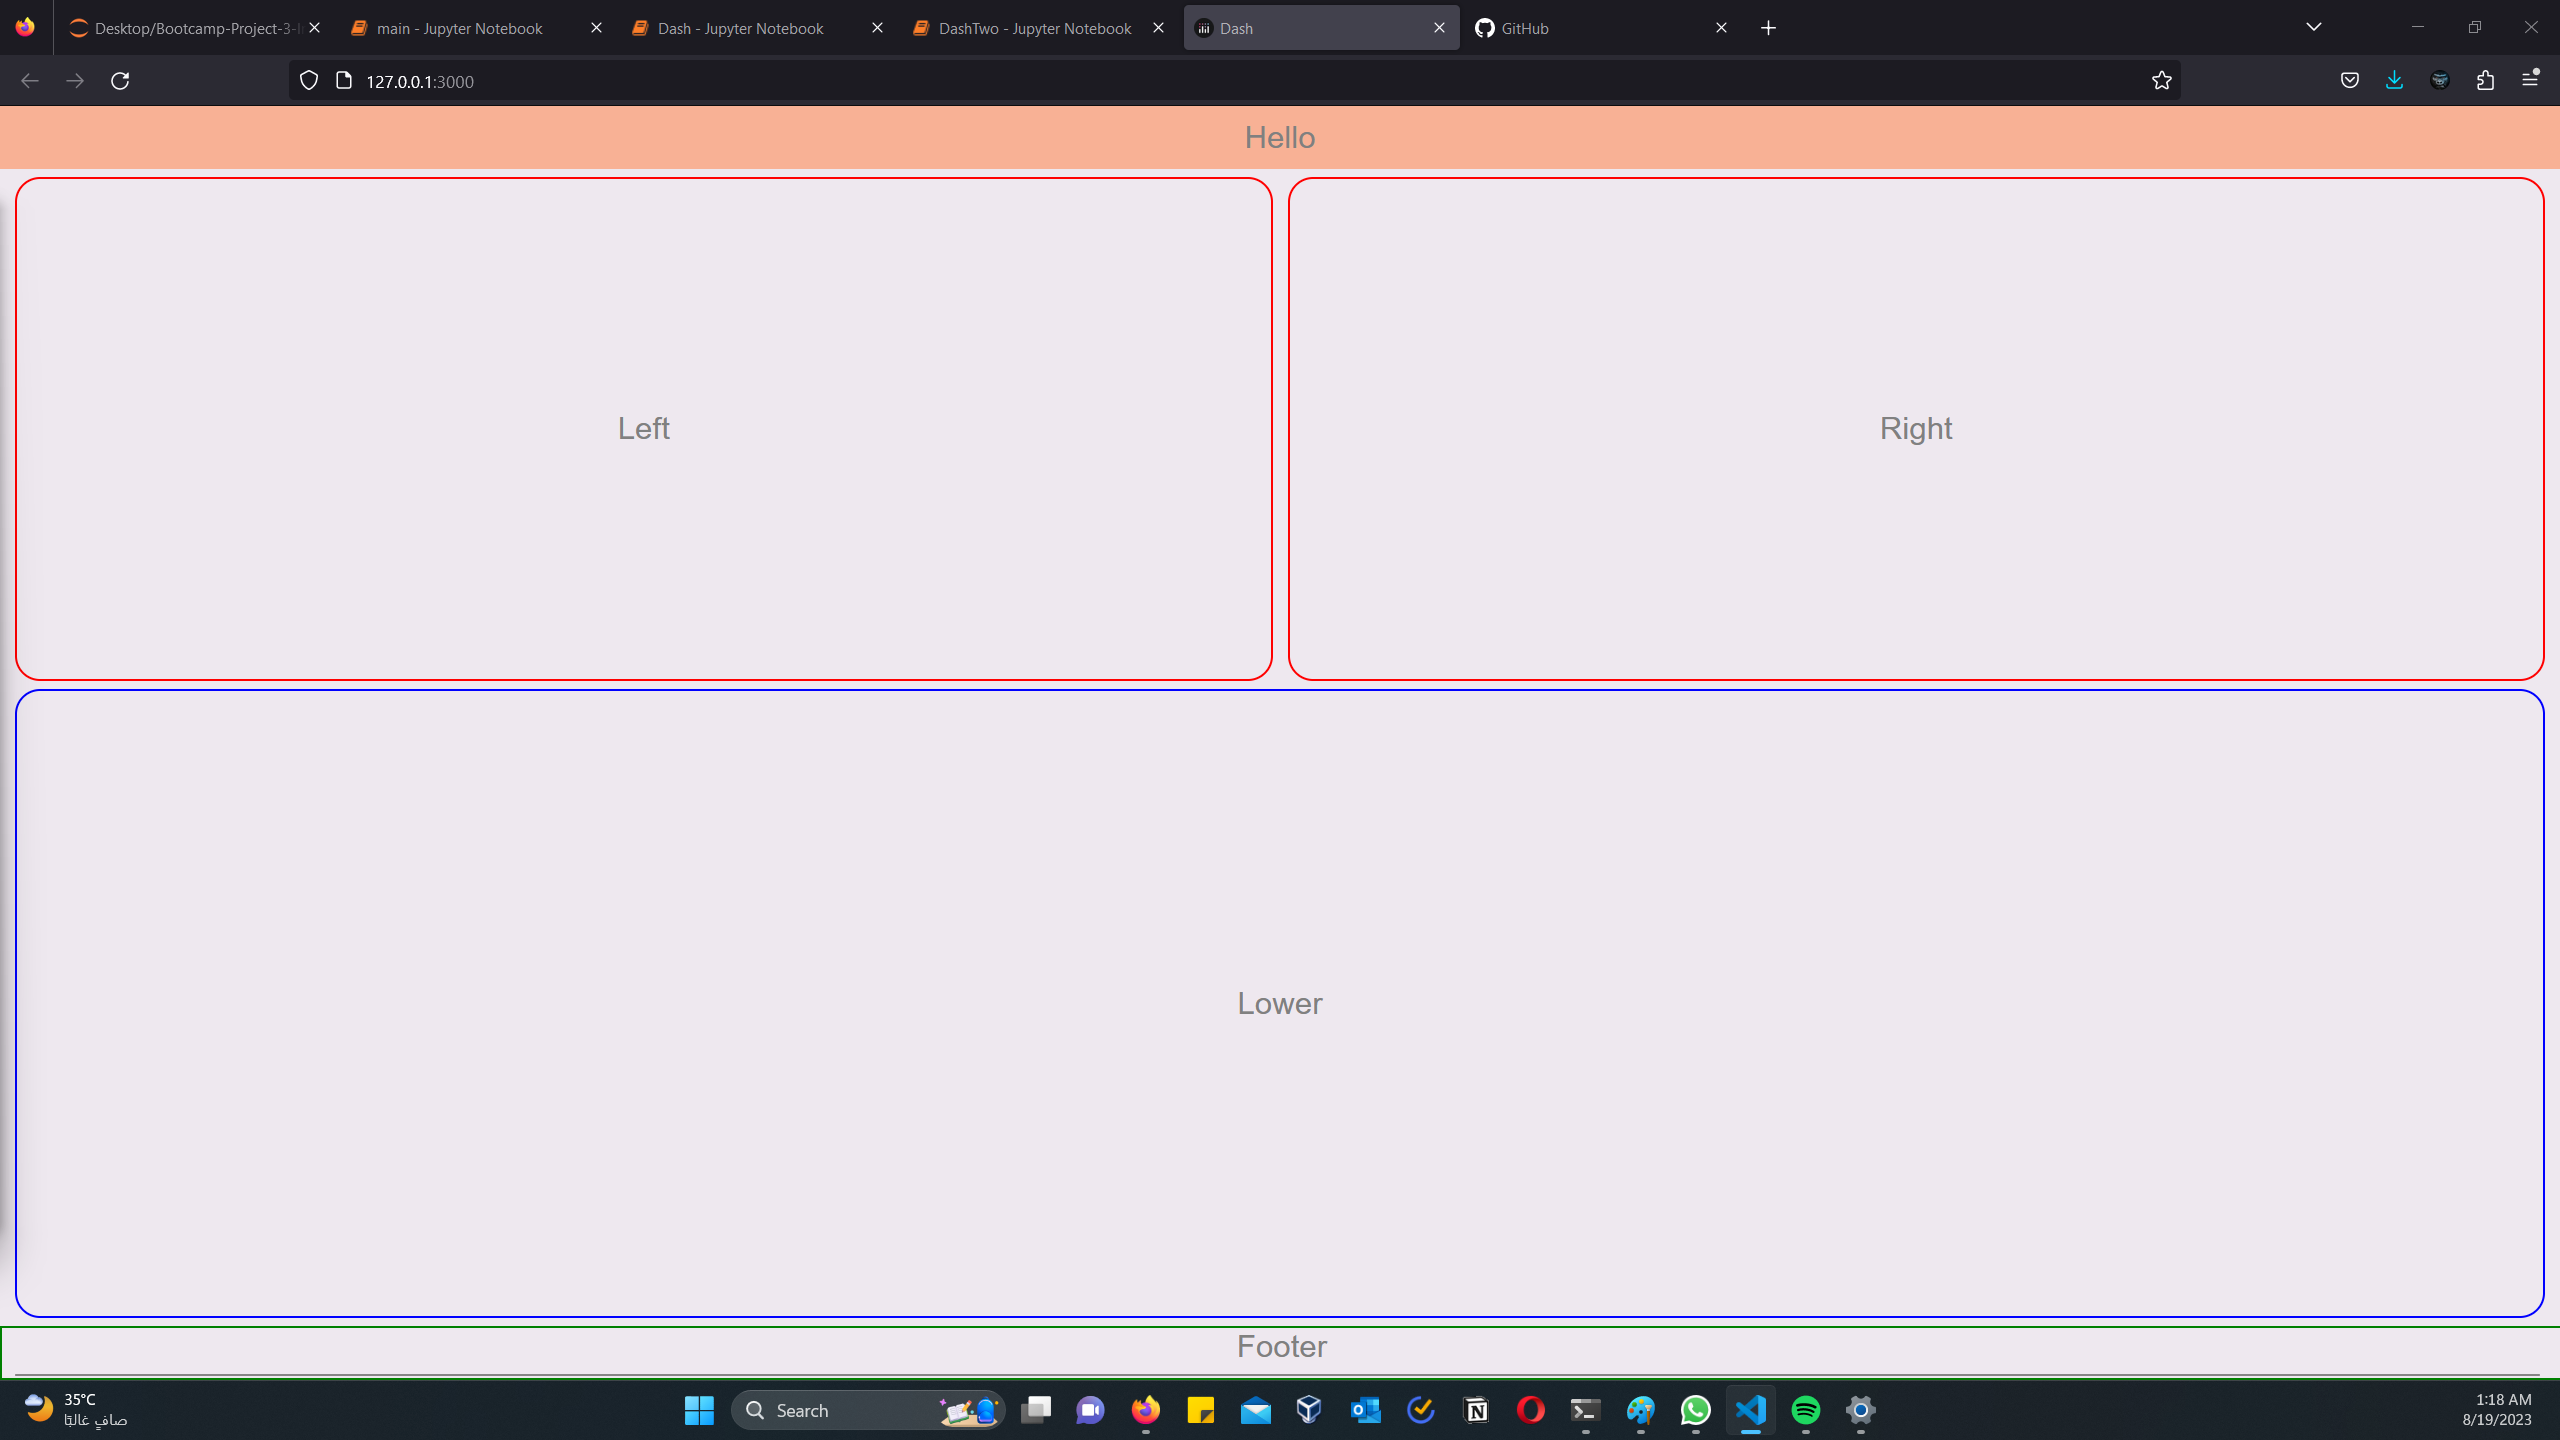 Desktop/Bootcamp-Project-3-I
main - Jupyter Notebook
Dash - Jupyter Notebook
DashTwo - Jupyter Notebook
Dash
GitHub
127.0.0.1:3000
Hello
Left
Right
Lower
Footer
35°C
صافٍ غالبًا
Search
1:18 AM
8/19/2023